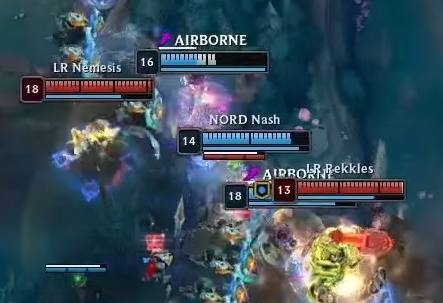 AIRBORNE
16
LR Nemesis
18
NORD Nash
14
AIRBORNE
LR Rekkles
18
13